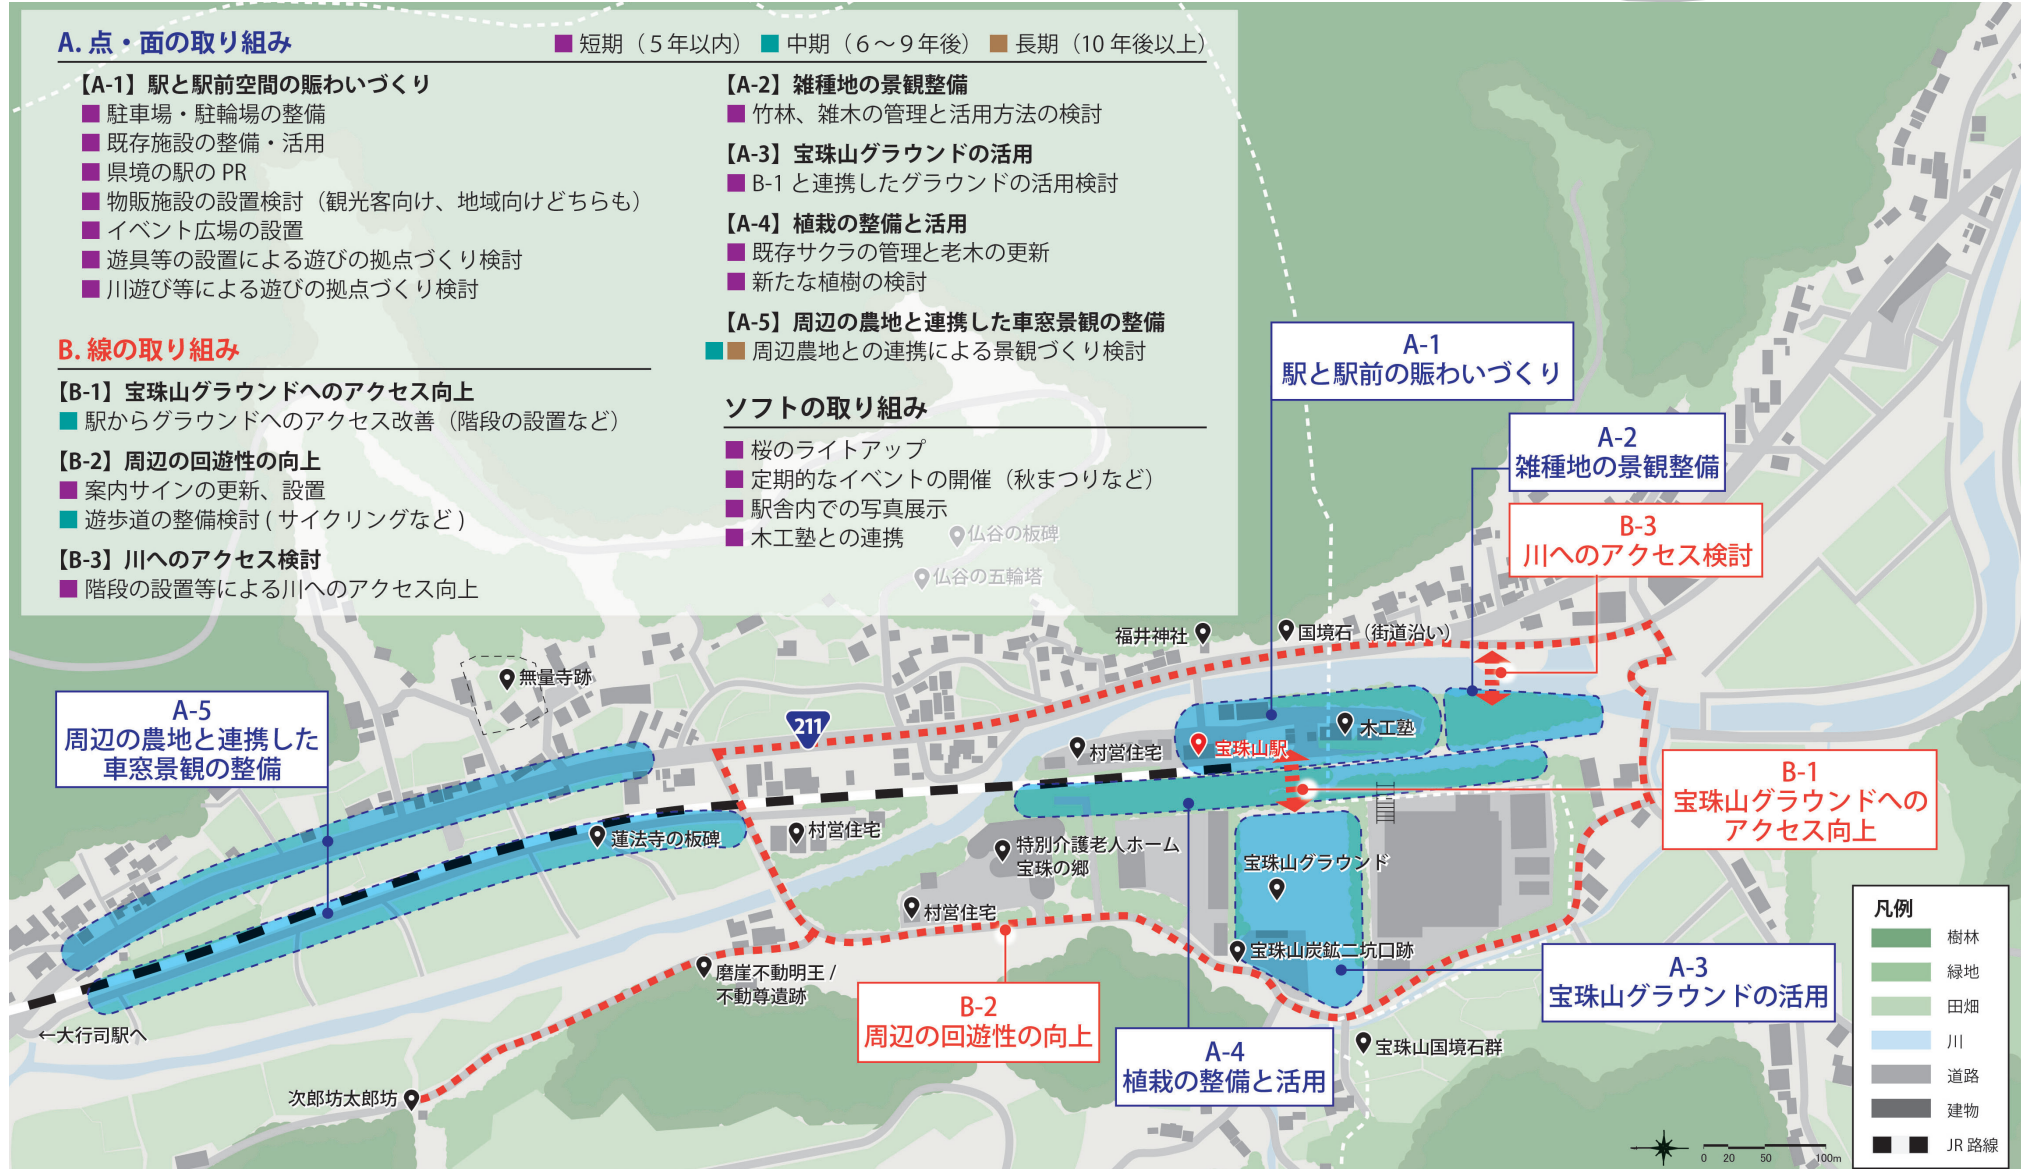 A. 点・面の取り組み
■ 短期（５年以内） ■ 中期（６～９年後） ■ 長期（10 年後以上）
【A-1】駅と駅前空間の賑わいづくり
■ 駐車場・駐輪場の整備
■ 既存施設の整備・活用
■ 県境の駅の PR
■ 物販施設の設置検討（観光客向け、地域向けどちらも）
■ イベント広場の設置
■ 遊具等の設置による遊びの拠点づくり検討
■ 川遊び等による遊びの拠点づくり検討
B. 線の取り組み
【B-1】宝珠山グラウンドへのアクセス向上
■ 駅からグラウンドへのアクセス改善（階段の設置など）
【B-2】周辺の回遊性の向上
■ 案内サインの更新、設置
■ 遊歩道の整備検討 ( サイクリングなど )
【B-3】川へのアクセス検討
■ 階段の設置等による川へのアクセス向上
【A-2】雑種地の景観整備
■ 竹林、雑木の管理と活用方法の検討
【A-3】宝珠山グラウンドの活用
■ B-1 と連携したグラウンドの活用検討
【A-4】植栽の整備と活用
■ 既存サクラの管理と老木の更新
■ 新たな植樹の検討
【A-5】周辺の農地と連携した車窓景観の整備
■■ 周辺農地との連携による景観づくり検討
ソフトの取り組み
■ 桜のライトアップ
■ 定期的なイベントの開催（秋まつりなど）
■ 駅舎内での写真展示
■ 木工塾との連携
仏谷の板碑
仏谷の五輪塔
A-1
駅と駅前の賑わいづくり
A-2
雑種地の景観整備
B-3
川へのアクセス検討
福井神社
国境石（街道沿い）
無量寺跡
A-5
周辺の農地と連携した
車窓景観の整備
211
村営住宅
宝珠山駅
木工塾
B-1
宝珠山グラウンドへの
アクセス向上
蓮法寺の板碑
村営住宅
特別介護老人ホーム
宝珠の郷
宝珠山グラウンド
村営住宅
宝珠山炭鉱二坑口跡
磨崖不動明王 /
不動尊遺跡
B-2
周辺の回遊性の向上
A-3
宝珠山グラウンドの活用
←大行司駅へ
A-4
植栽の整備と活用
宝珠山国境石群
次郎坊太郎坊
凡例
樹林
緑地
田畑
川
道路
建物
JR 路線
0 20 50 100m